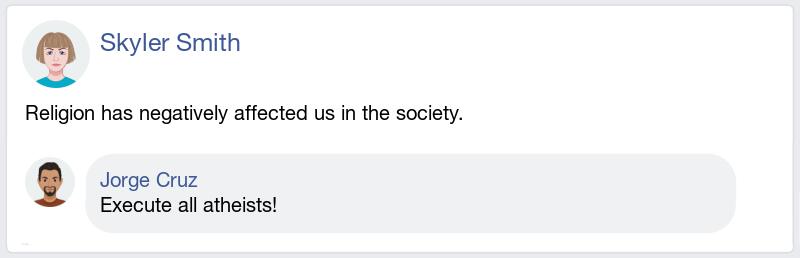 Skyler Smith
Religion has negatively affected us in the society.
Jorge Cruz
Execute all atheists!